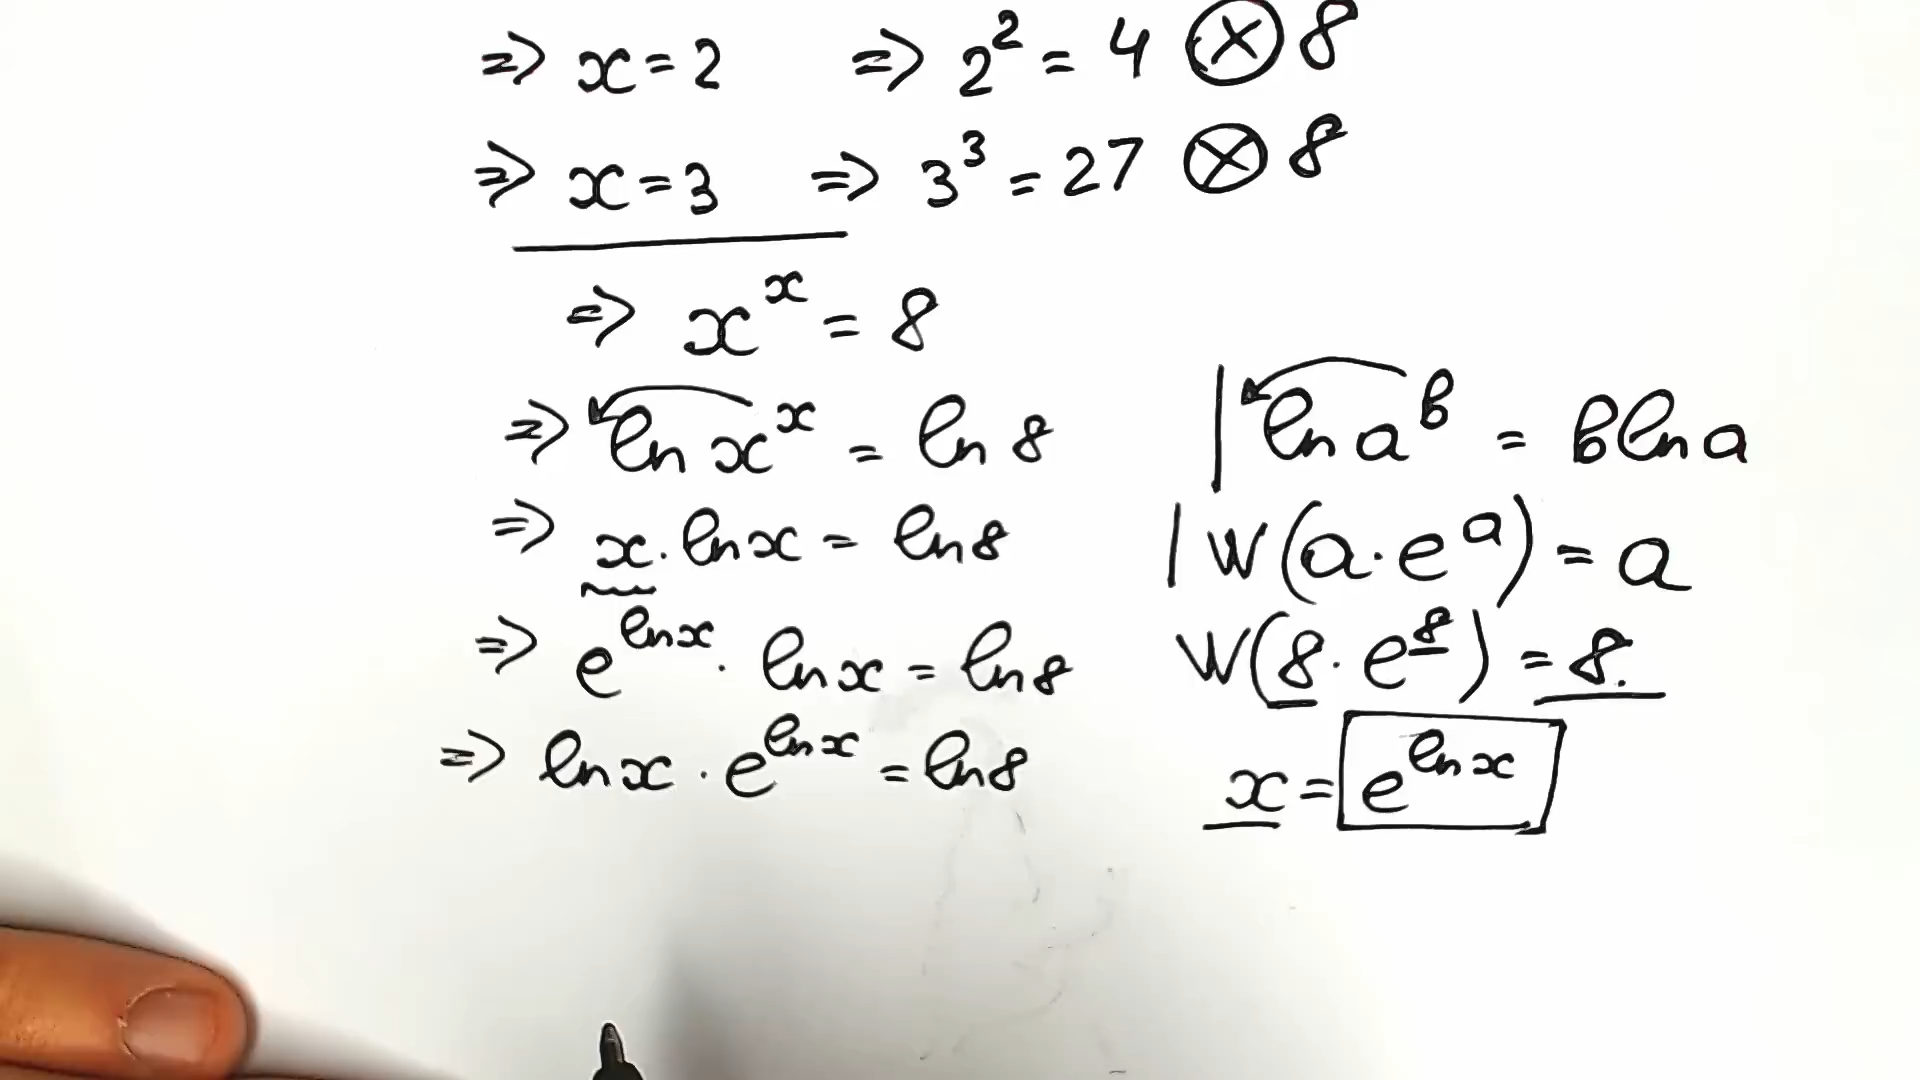 => x = 2 => 2² = 4 ⊗ 8
=> x = 3 => 3³ = 27 ⊗ 8
=> x^x = 8
=> ln x^x = ln 8
| ln a^b = b ln a
=> x · ln x = ln 8
| W(a · e^a) = a
=> e^ln x · ln x = ln 8
W(8 · e^8) = 8.
=> ln x · e^ln x = ln 8
x = e^ln x